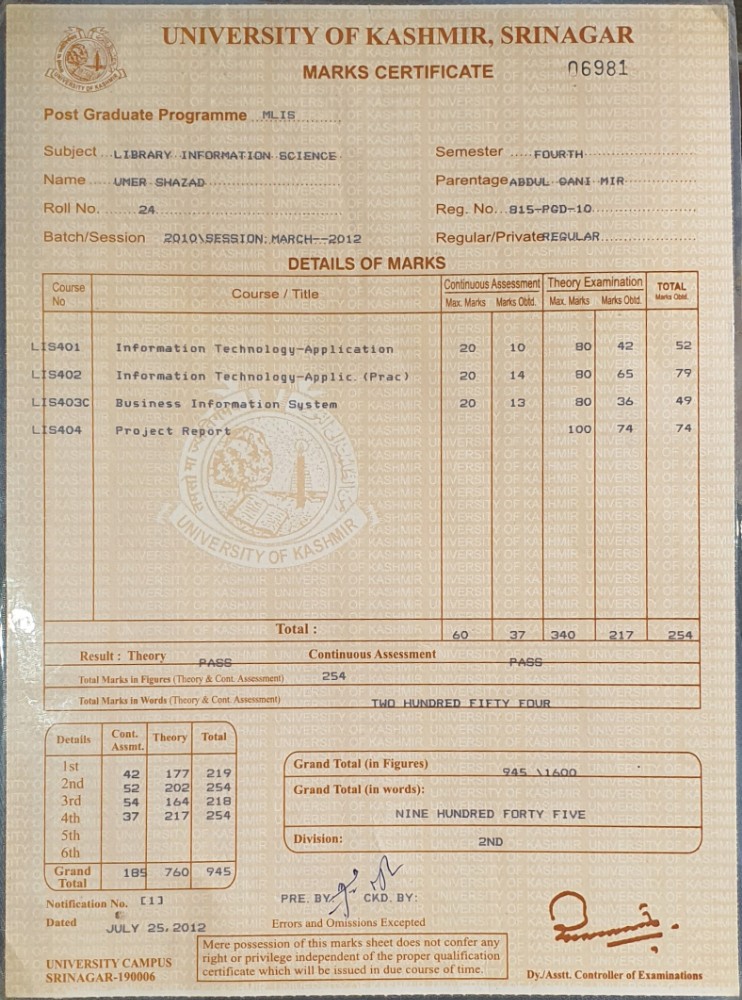 UNIVERSITY OF KASHMIR, SRINAGAR
MARKS CERTIFICATE 06981
UNIVERSITY OF KASHMIR
Post Graduate Programme MLIS
Subject LIBRARY INFORMATION SCIENCE Semester FOURTH
Name UMER SHAZAD Parentage ABDUL GANI MIR
Roll No. 24 Reg. No. 815-PGD-10
Batch/Session 2010\SESSION:MARCH--2012 Regular/Private REGULAR
DETAILS OF MARKS
Course No Course / Title Continuous Assessment Theory Examination TOTAL
Max. Marks Marks Obtd. Max. Marks Marks Obtd. Marks Obtd.
LIS401 Information Technology-Application 20 10 80 42 52
LIS402 Information Technology-Applic.(Prac) 20 14 80 65 79
LIS403C Business Information System 20 13 80 36 49
LIS404 Project Report 100 74 74
UNIVERSITY OF KASHMIR
Total : 60 37 340 217 254
Result : Theory PASS Continuous Assessment PASS
Total Marks in Figures (Theory & Cont. Assessment) 254
Total Marks in Words (Theory & Cont. Assessment) TWO HUNDRED FIFTY FOUR
Details Cont. Assmt. Theory Total
1st 42 177 219
2nd 52 202 254
3rd 54 164 218
4th 37 217 254
5th
6th
Grand Total 185 760 945
Grand Total (in Figures) 945 \1600
Grand Total (in words):
NINE HUNDRED FORTY FIVE
Division: 2ND
Notification No. [1]
PRE. BY: CKD. BY:
Dated JULY 25,2012
Errors and Omissions Excepted
UNIVERSITY CAMPUS
SRINAGAR-190006
Mere possession of this marks sheet does not confer any
right or privilege independent of the proper qualification
certificate which will be issued in due course of time.
Dy./Asstt. Controller of Examinations